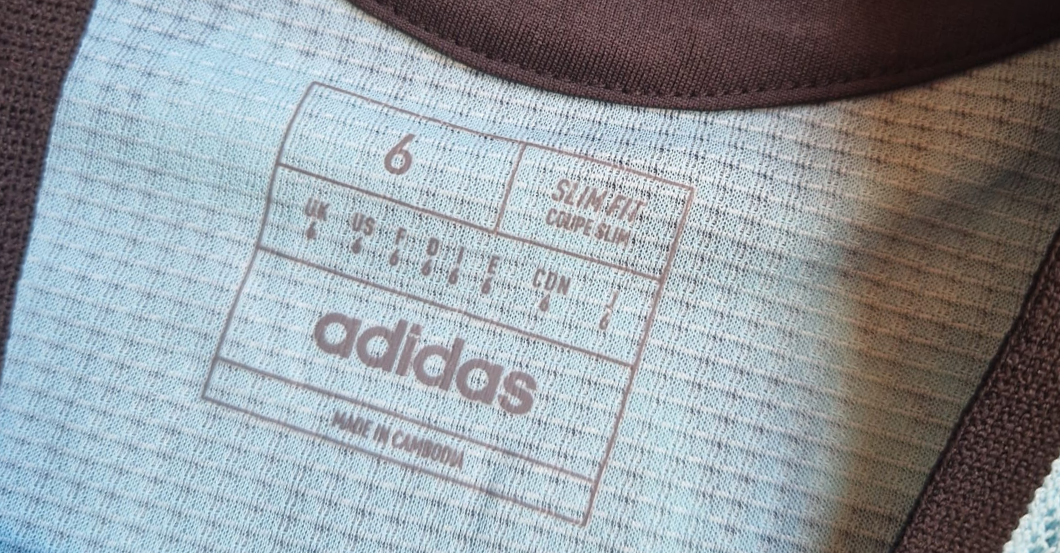 6
SLIM FIT
COUPE SLIM
UK US F D I E CDN J
6 6 6 6 6 6 6 6
adidas
MADE IN CAMBODIA